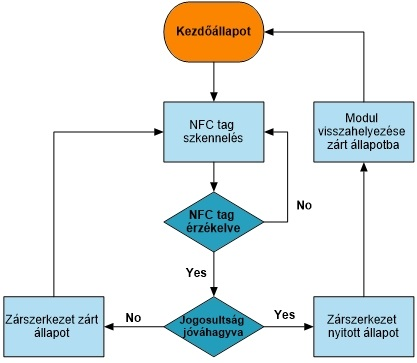 Kezdőállapot
NFC tag
szkennelés
Modul
visszahelyezése
zárt állapotba
NFC tag
érzékelve
No
Yes
Zárszerkezet zárt
állapot
No
Jogosultság
jóváhagyva
Yes
Zárszerkezet
nyitott állapot